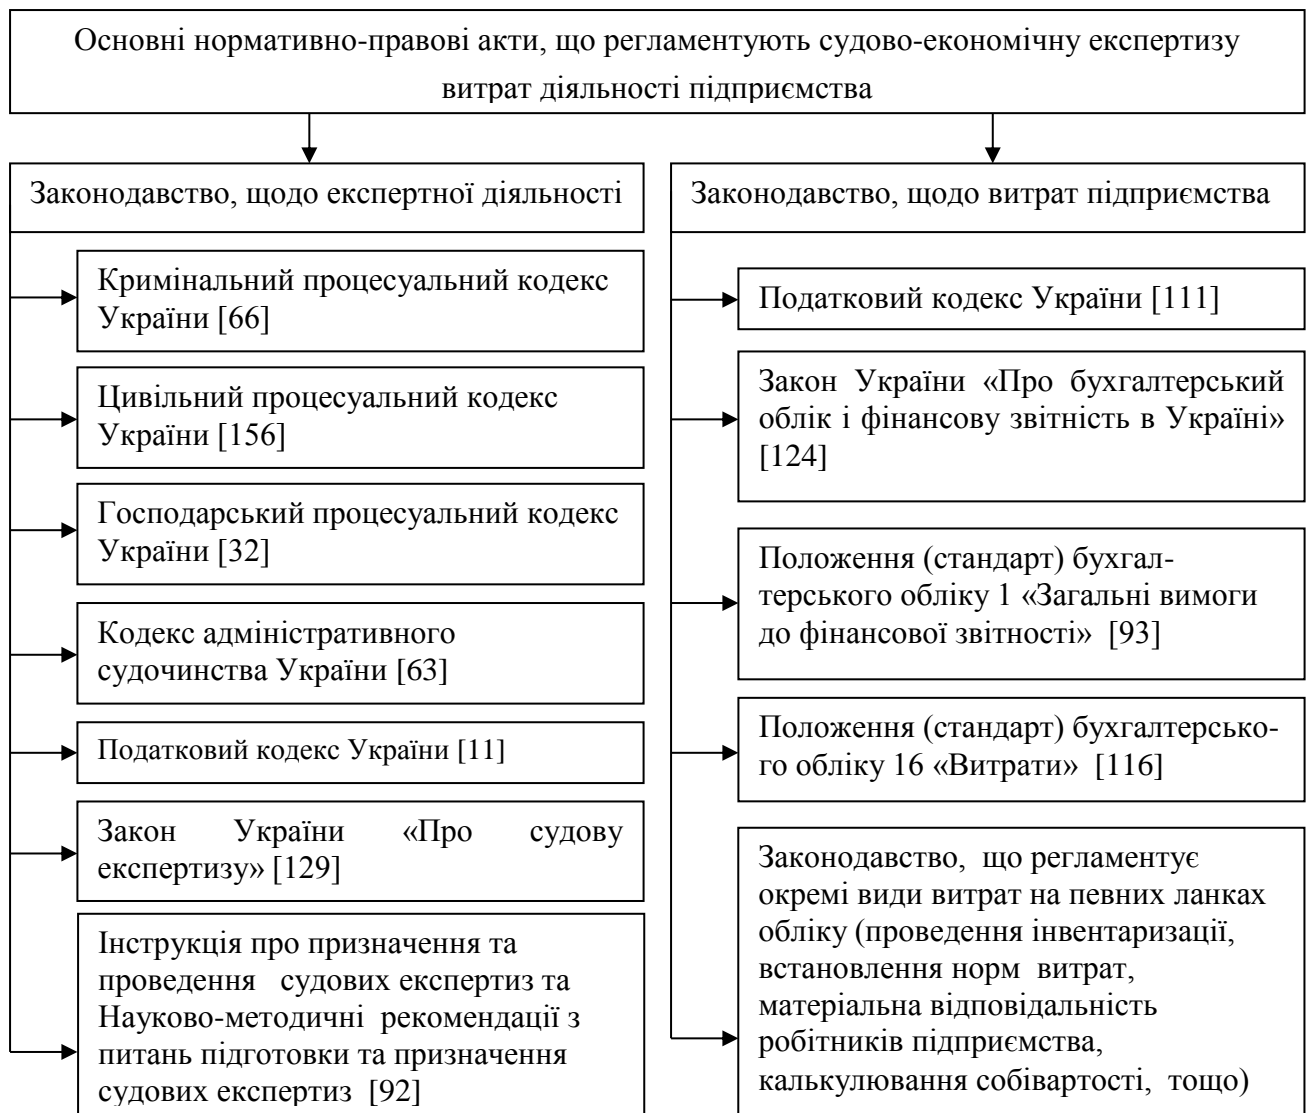 Основні нормативно-правові акти, що регламентують судово-економічну експертизу
витрат діяльності підприємства
Законодавство, щодо експертної діяльності
Кримінальний процесуальний кодекс
України [66]
Цивільний процесуальний кодекс
України [156]
Господарський процесуальний кодекс
України [32]
Кодекс адміністративного
судочинства України [63]
Податковий кодекс України [11]
Закон України «Про судову
експертизу» [129]
Інструкція про призначення та
проведення судових експертиз та
Науково-методичні рекомендації з
питань підготовки та призначення
судових експертиз [92]
Законодавство, щодо витрат підприємства
Податковий кодекс України [111]
Закон України «Про бухгалтерський
облік і фінансову звітність в Україні»
[124]
Положення (стандарт) бухгал-
терського обліку 1 «Загальні вимоги
до фінансової звітності» [93]
Положення (стандарт) бухгалтерсько-
го обліку 16 «Витрати» [116]
Законодавство, що регламентує
окремі види витрат на певних ланках
обліку (проведення інвентаризації,
встановлення норм витрат,
матеріальна відповідальність
робітників підприємства,
калькулювання собівартості, тощо)